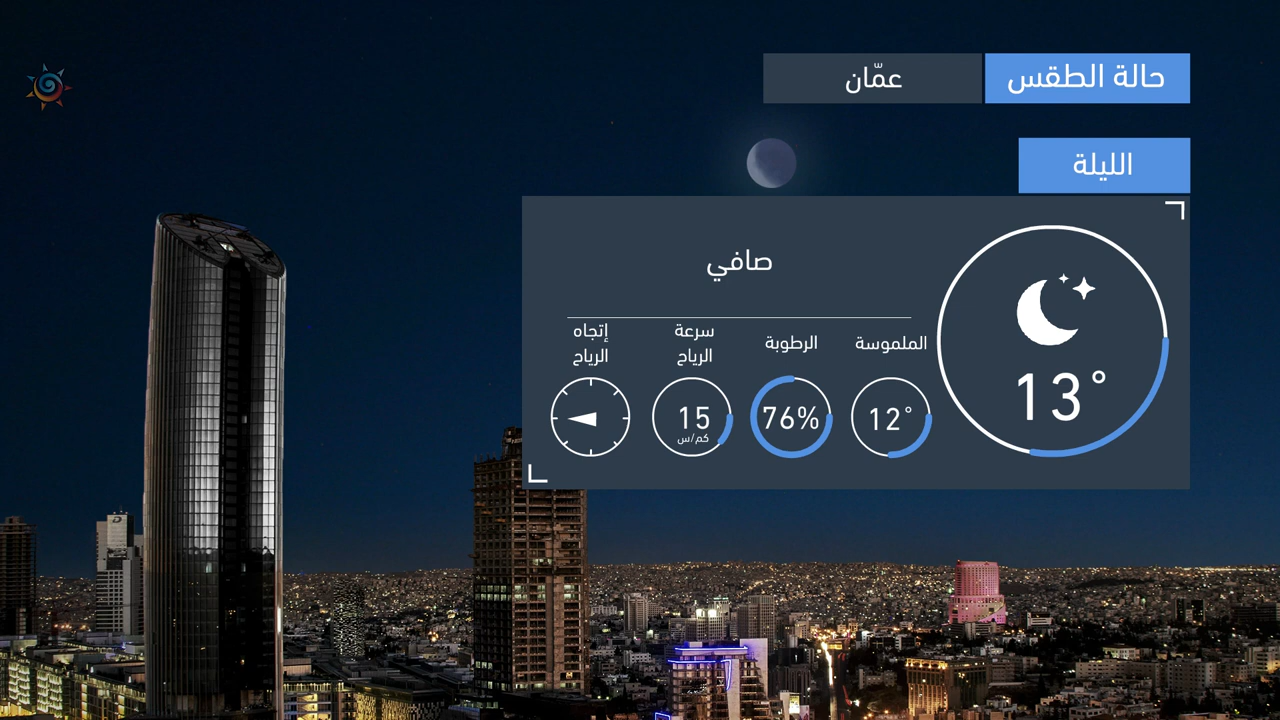 حالة الطقس
عمّان
الليلة
صافي
13°
الملموسة
12°
الرطوبة
76%
سرعة
الرياح
15
كم/س
إتجاه
الرياح